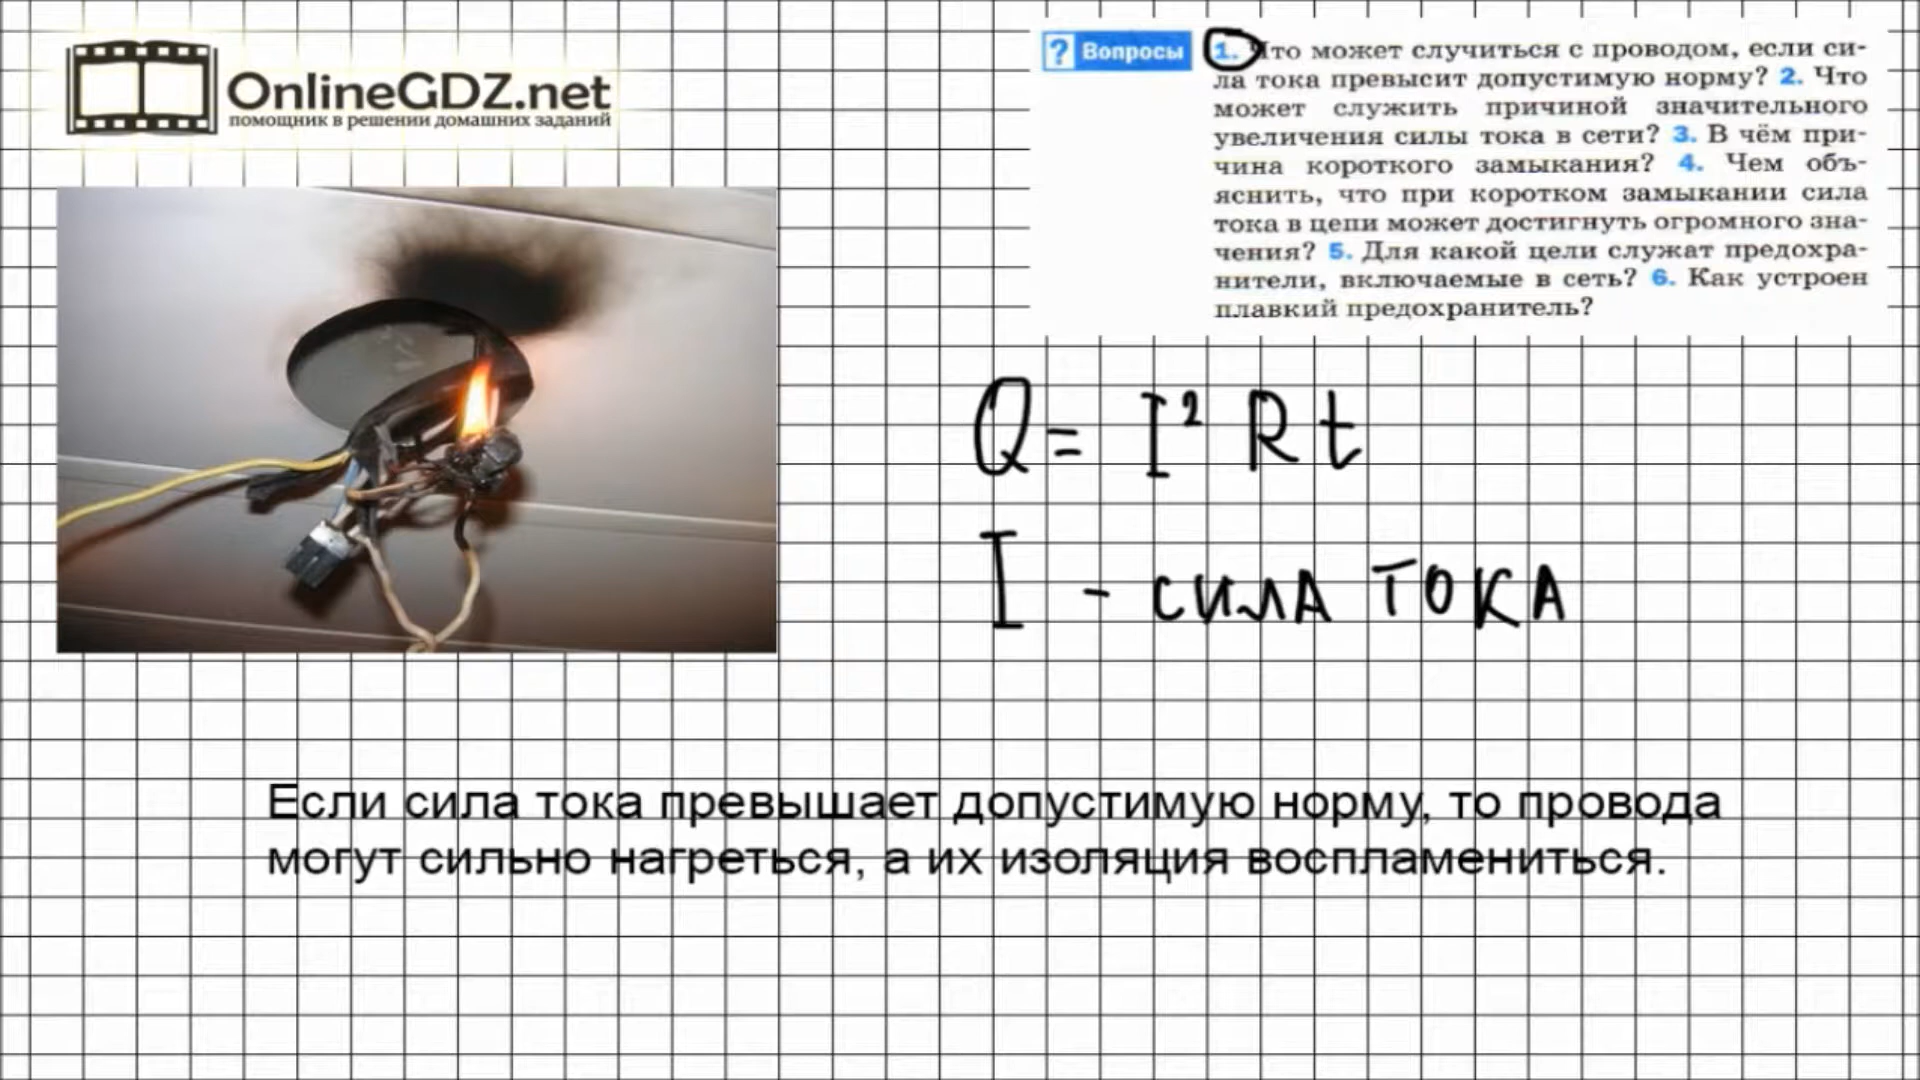 OnlineGDZ.net
помощник в решении домашних заданий
? Вопросы
1. Что может случиться с проводом, если си-
ла тока превысит допустимую норму? 2. Что
может служить причиной значительного
увеличения силы тока в сети? 3. В чём при-
чина короткого замыкания? 4. Чем объ-
яснить, что при коротком замыкании сила
тока в цепи может достигнуть огромного зна-
чения? 5. Для какой цели служат предохра-
нители, включаемые в сеть? 6. Как устроен
плавкий предохранитель?
Q = I² R t
I - СИЛА ТОКА
Если сила тока превышает допустимую норму, то провода
могут сильно нагреться, а их изоляция воспламениться.